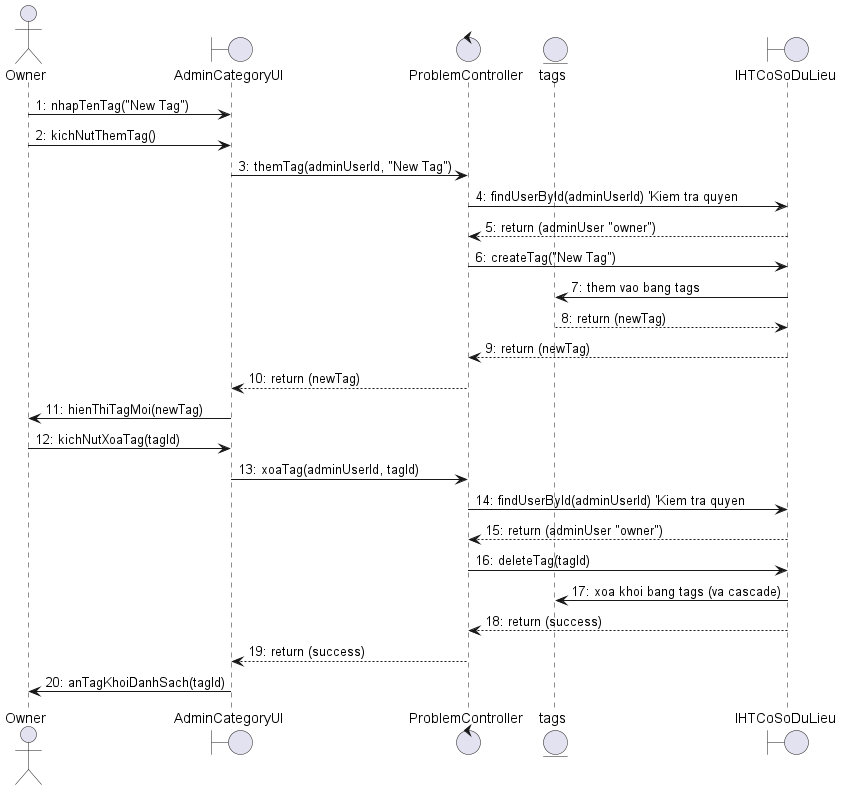 Owner
AdminCategoryUI
ProblemController
tags
IHTCoSoDuLieu
1: nhapTenTag("New Tag")
2: kichNutThemTag()
3: themTag(adminUserId, "New Tag")
4: findUserById(adminUserId) 'Kiem tra quyen
5: return (adminUser "owner")
6: createTag("New Tag")
7: them vao bang tags
8: return (newTag)
9: return (newTag)
10: return (newTag)
11: hienThiTagMoi(newTag)
12: kichNutXoaTag(tagId)
13: xoaTag(adminUserId, tagId)
14: findUserById(adminUserId) 'Kiem tra quyen
15: return (adminUser "owner")
16: deleteTag(tagId)
17: xoa khoi bang tags (va cascade)
18: return (success)
19: return (success)
20: anTagKhoiDanhSach(tagId)
Owner
AdminCategoryUI
ProblemController
tags
IHTCoSoDuLieu